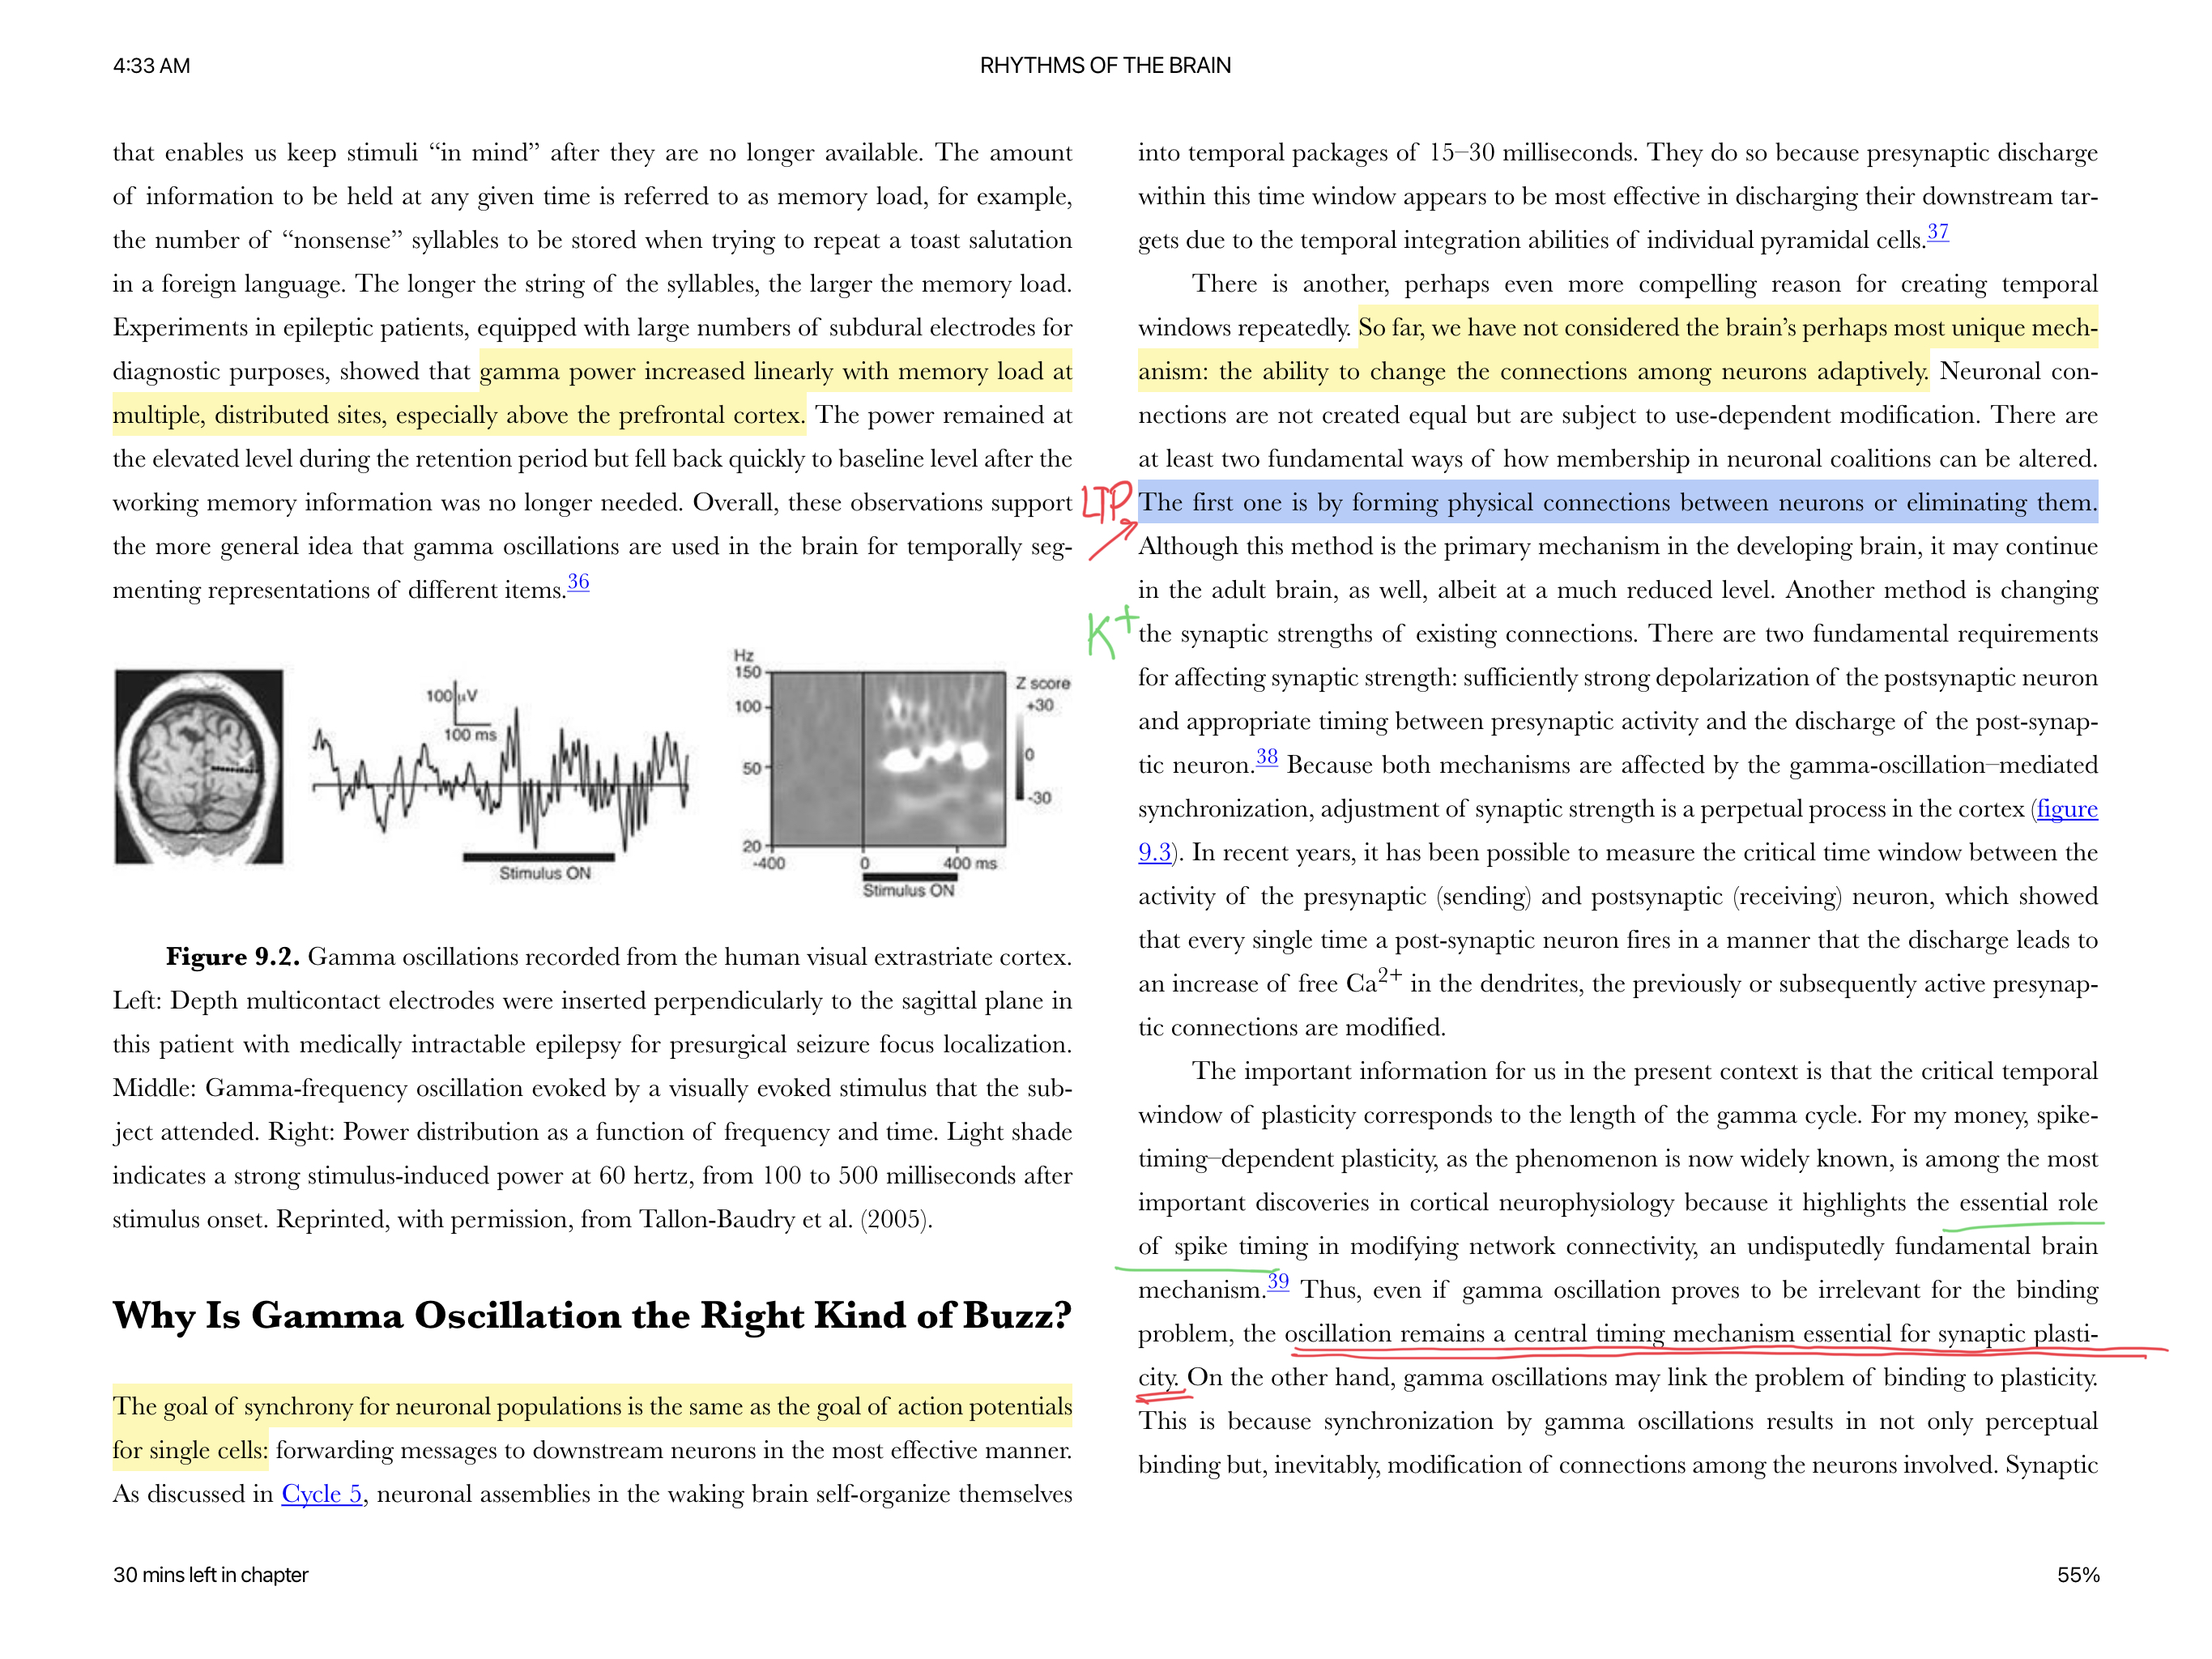 4:33 AM
RHYTHMS OF THE BRAIN
that enables us keep stimuli “in mind” after they are no longer available. The amount
of information to be held at any given time is referred to as memory load, for example,
the number of “nonsense” syllables to be stored when trying to repeat a toast salutation
in a foreign language. The longer the string of the syllables, the larger the memory load.
Experiments in epileptic patients, equipped with large numbers of subdural electrodes for
diagnostic purposes, showed that gamma power increased linearly with memory load at
multiple, distributed sites, especially above the prefrontal cortex. The power remained at
the elevated level during the retention period but fell back quickly to baseline level after the
working memory information was no longer needed. Overall, these observations support
the more general idea that gamma oscillations are used in the brain for temporally seg-
menting representations of different items.36
100 μV
100 ms
Stimulus ON
Hz
150
100
50
20
-400
0
400 ms
Stimulus ON
Z score
+30
0
-30
Figure 9.2. Gamma oscillations recorded from the human visual extrastriate cortex.
Left: Depth multicontact electrodes were inserted perpendicularly to the sagittal plane in
this patient with medically intractable epilepsy for presurgical seizure focus localization.
Middle: Gamma-frequency oscillation evoked by a visually evoked stimulus that the sub-
ject attended. Right: Power distribution as a function of frequency and time. Light shade
indicates a strong stimulus-induced power at 60 hertz, from 100 to 500 milliseconds after
stimulus onset. Reprinted, with permission, from Tallon-Baudry et al. (2005).
Why Is Gamma Oscillation the Right Kind of Buzz?
The goal of synchrony for neuronal populations is the same as the goal of action potentials
for single cells: forwarding messages to downstream neurons in the most effective manner.
As discussed in Cycle 5, neuronal assemblies in the waking brain self-organize themselves
into temporal packages of 15–30 milliseconds. They do so because presynaptic discharge
within this time window appears to be most effective in discharging their downstream tar-
gets due to the temporal integration abilities of individual pyramidal cells.37
There is another, perhaps even more compelling reason for creating temporal
windows repeatedly. So far, we have not considered the brain’s perhaps most unique mech-
anism: the ability to change the connections among neurons adaptively. Neuronal con-
nections are not created equal but are subject to use-dependent modification. There are
at least two fundamental ways of how membership in neuronal coalitions can be altered.
LTP
The first one is by forming physical connections between neurons or eliminating them.
Although this method is the primary mechanism in the developing brain, it may continue
in the adult brain, as well, albeit at a much reduced level. Another method is changing
K+
the synaptic strengths of existing connections. There are two fundamental requirements
for affecting synaptic strength: sufficiently strong depolarization of the postsynaptic neuron
and appropriate timing between presynaptic activity and the discharge of the post-synap-
tic neuron.38 Because both mechanisms are affected by the gamma-oscillation–mediated
synchronization, adjustment of synaptic strength is a perpetual process in the cortex (figure
9.3). In recent years, it has been possible to measure the critical time window between the
activity of the presynaptic (sending) and postsynaptic (receiving) neuron, which showed
that every single time a post-synaptic neuron fires in a manner that the discharge leads to
an increase of free Ca2+ in the dendrites, the previously or subsequently active presynap-
tic connections are modified.
The important information for us in the present context is that the critical temporal
window of plasticity corresponds to the length of the gamma cycle. For my money, spike-
timing–dependent plasticity, as the phenomenon is now widely known, is among the most
important discoveries in cortical neurophysiology because it highlights the essential role
of spike timing in modifying network connectivity, an undisputedly fundamental brain
mechanism.39 Thus, even if gamma oscillation proves to be irrelevant for the binding
problem, the oscillation remains a central timing mechanism essential for synaptic plasti-
city. On the other hand, gamma oscillations may link the problem of binding to plasticity.
This is because synchronization by gamma oscillations results in not only perceptual
binding but, inevitably, modification of connections among the neurons involved. Synaptic
30 mins left in chapter
55%